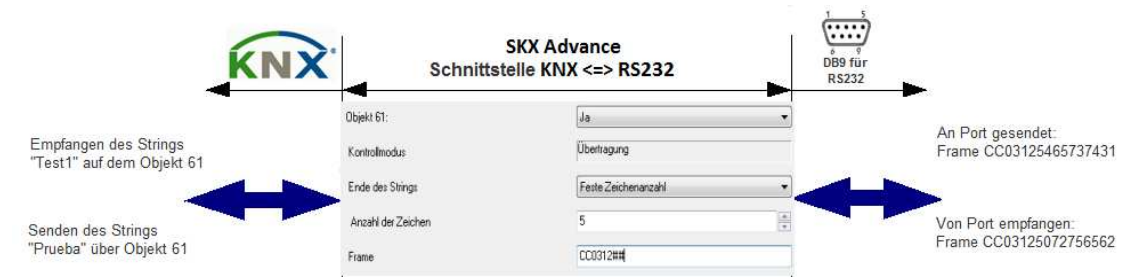 KNX
SKX Advance
Schnittstelle KNX <=> RS232
1 5
6 9
DB9 für
RS232
Empfangen des Strings
"Test1" auf dem Objekt 61
Senden des Strings
"Prueba" über Objekt 61
Objekt 61: Ja
Kontrollmodus Übertragung
Ende des Strings Feste Zeichenanzahl
Anzahl der Zeichen 5
Frame CC0312##
An Port gesendet:
Frame CC03125465737431
Von Port empfangen:
Frame CC03125072756562